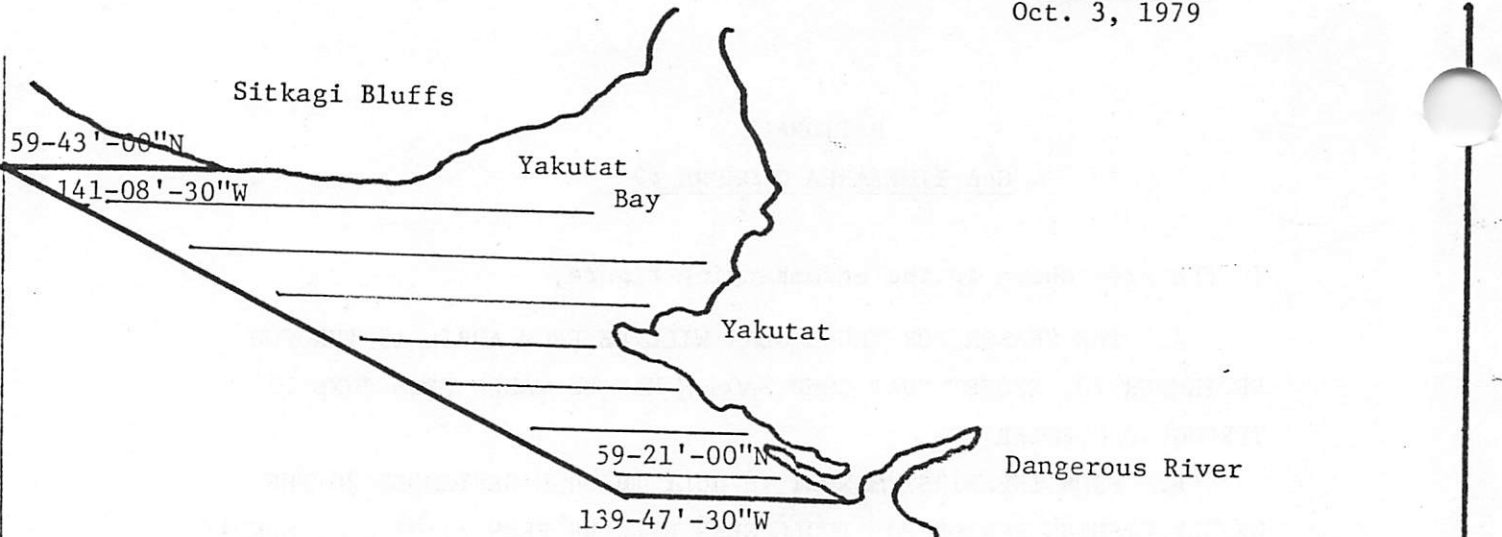 Oct. 3, 1979
Sitkagi Bluffs
59-43'-00"N
141-08'-30"W
Yakutat
Bay
Yakutat
59-21'-00"N
139-47'-30"W
Dangerous River